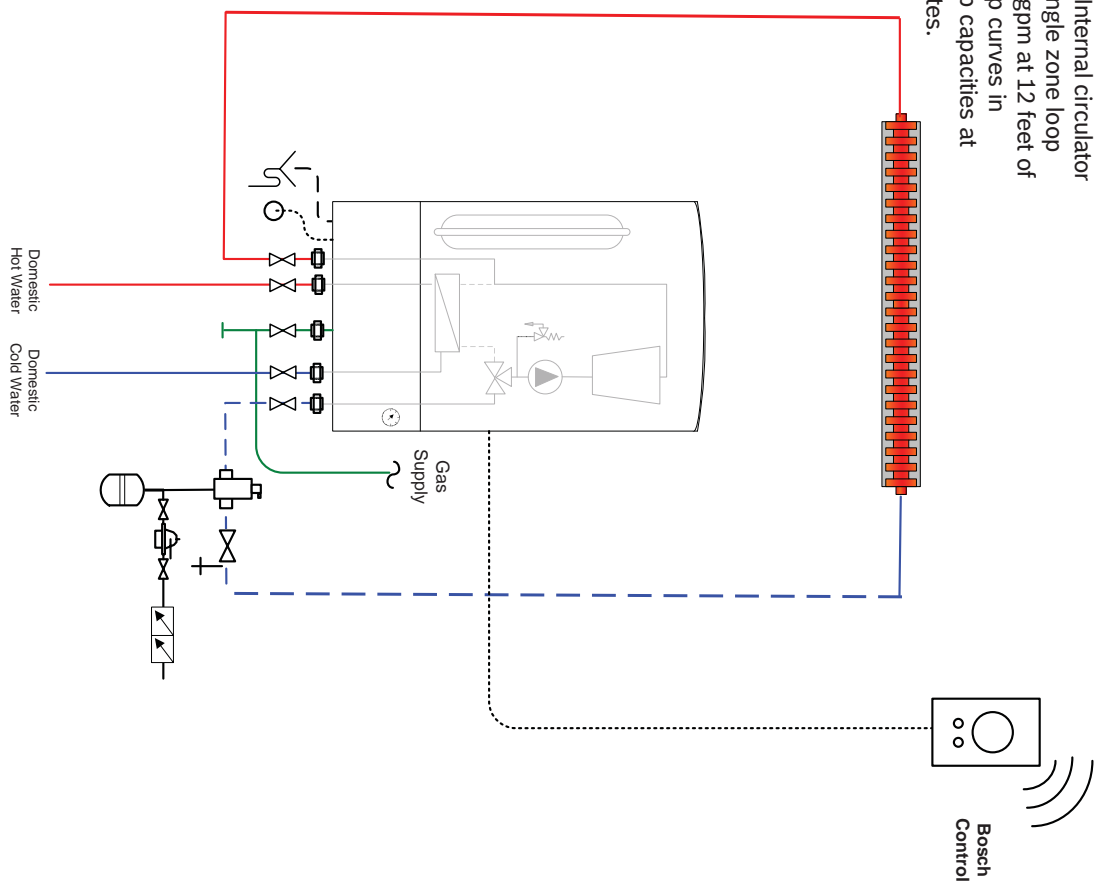 Internal circulator
ngle zone loop
gpm at 12 feet of
p curves in
p capacities at
tes.
Domestic
Hot Water
Domestic
Cold Water
Gas
Supply
Bosch
Control